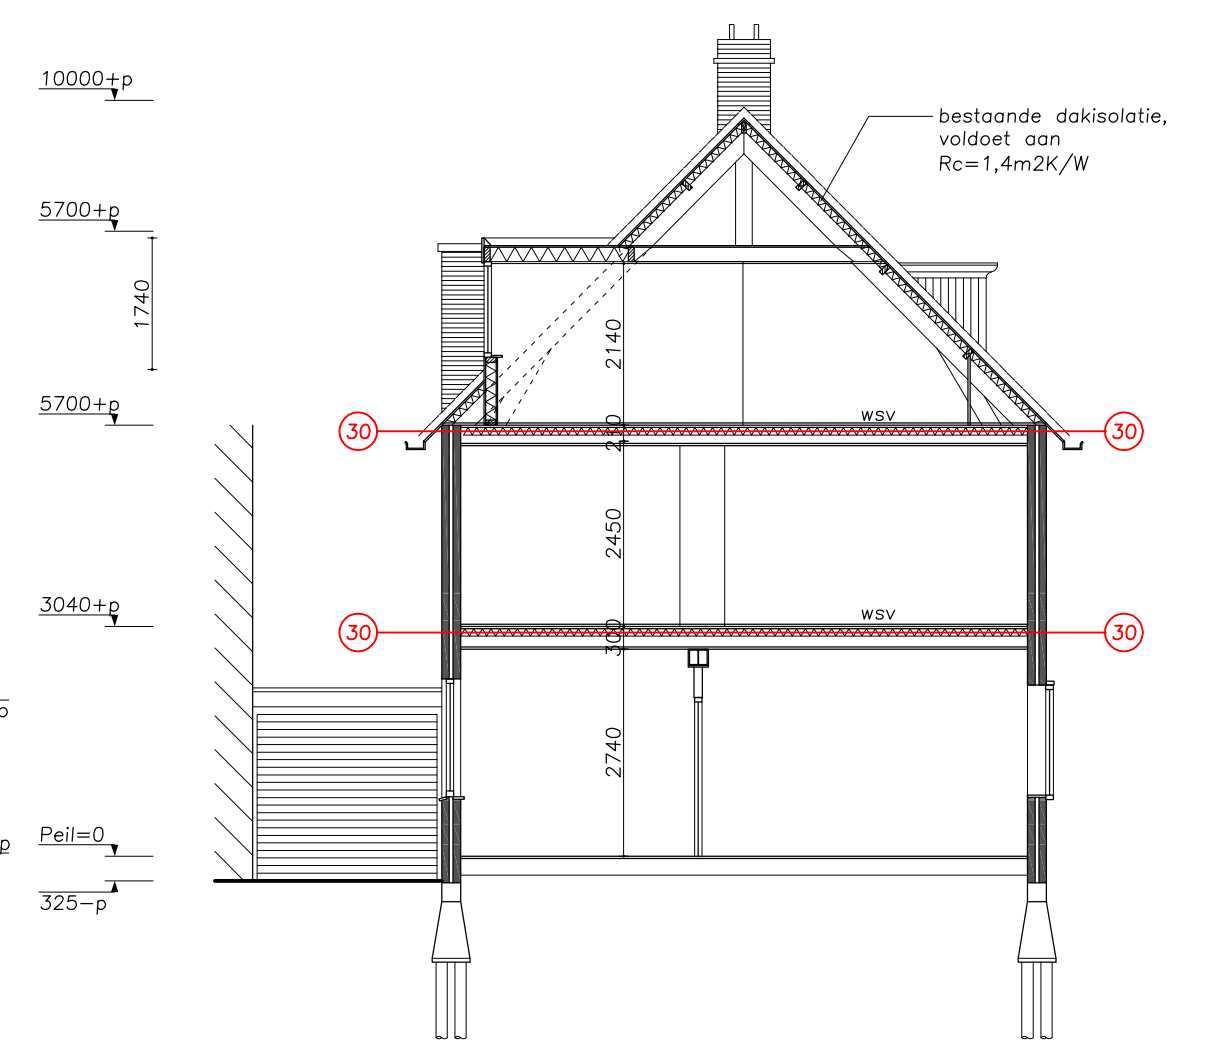 10000+p
bestaande dakisolatie,
voldoet aan
Rc=1,4m2K/W
5700+p
1740
2140
5700+p
wsv
30
30
2450
3040+p
wsv
30
300
30
2740
Peil=0
p
325-p